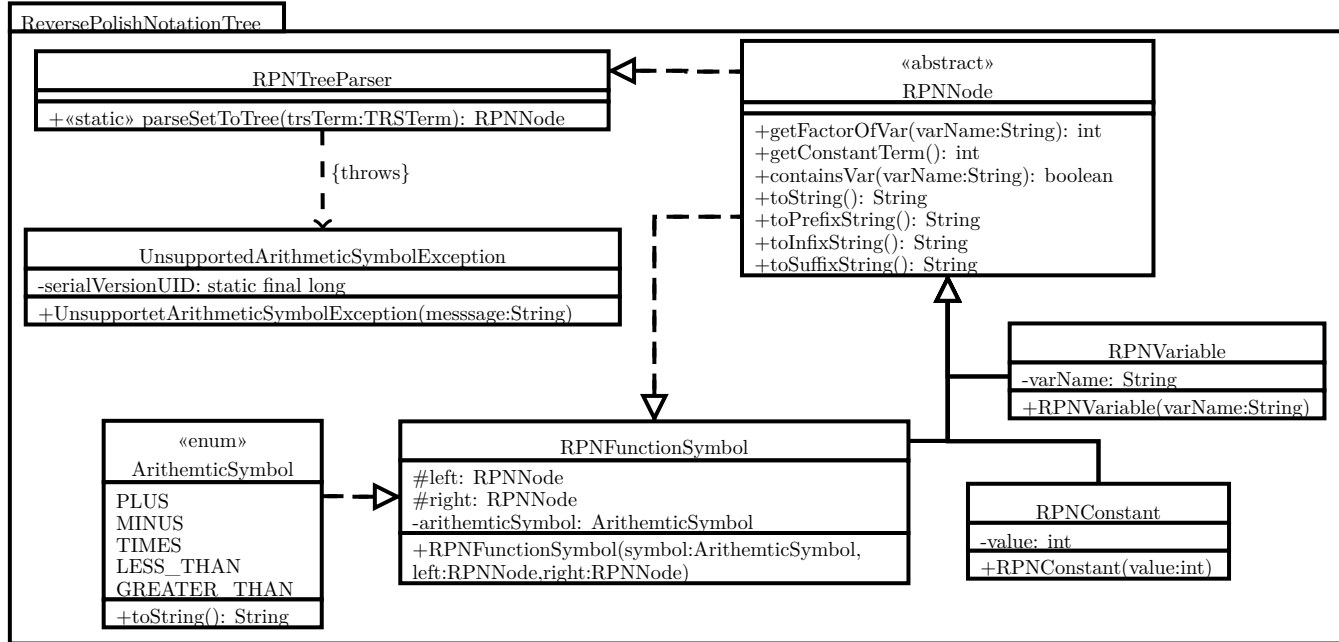 ReversePolishNotationTree
RPNTreeParser
+«static» parseSetToTree(trsTerm:TRSTerm): RPNNode
{throws}
UnsupportedArithmeticSymbolException
-serialVersionUID: static final long
+UnsupportetArithmeticSymbolException(messsage:String)
«abstract»
RPNNode
+getFactorOfVar(varName:String): int
+getConstantTerm(): int
+containsVar(varName:String): boolean
+toString(): String
+toPrefixString(): String
+toInfixString(): String
+toSuffixString(): String
RPNVariable
-varName: String
+RPNVariable(varName:String)
«enum»
ArithemticSymbol
PLUS
MINUS
TIMES
LESS_THAN
GREATER_THAN
+toString(): String
RPNFunctionSymbol
#left: RPNNode
#right: RPNNode
-arithemticSymbol: ArithemticSymbol
+RPNFunctionSymbol(symbol:ArithemticSymbol,
left:RPNNode,right:RPNNode)
RPNConstant
-value: int
+RPNConstant(value:int)